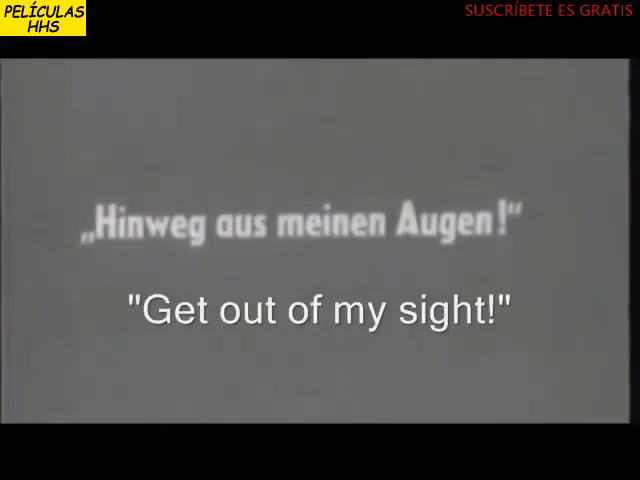 PELÍCULAS
HHS
SUSCRÍBETE ES GRATIS
„Hinweg aus meinen Augen!“
"Get out of my sight!"